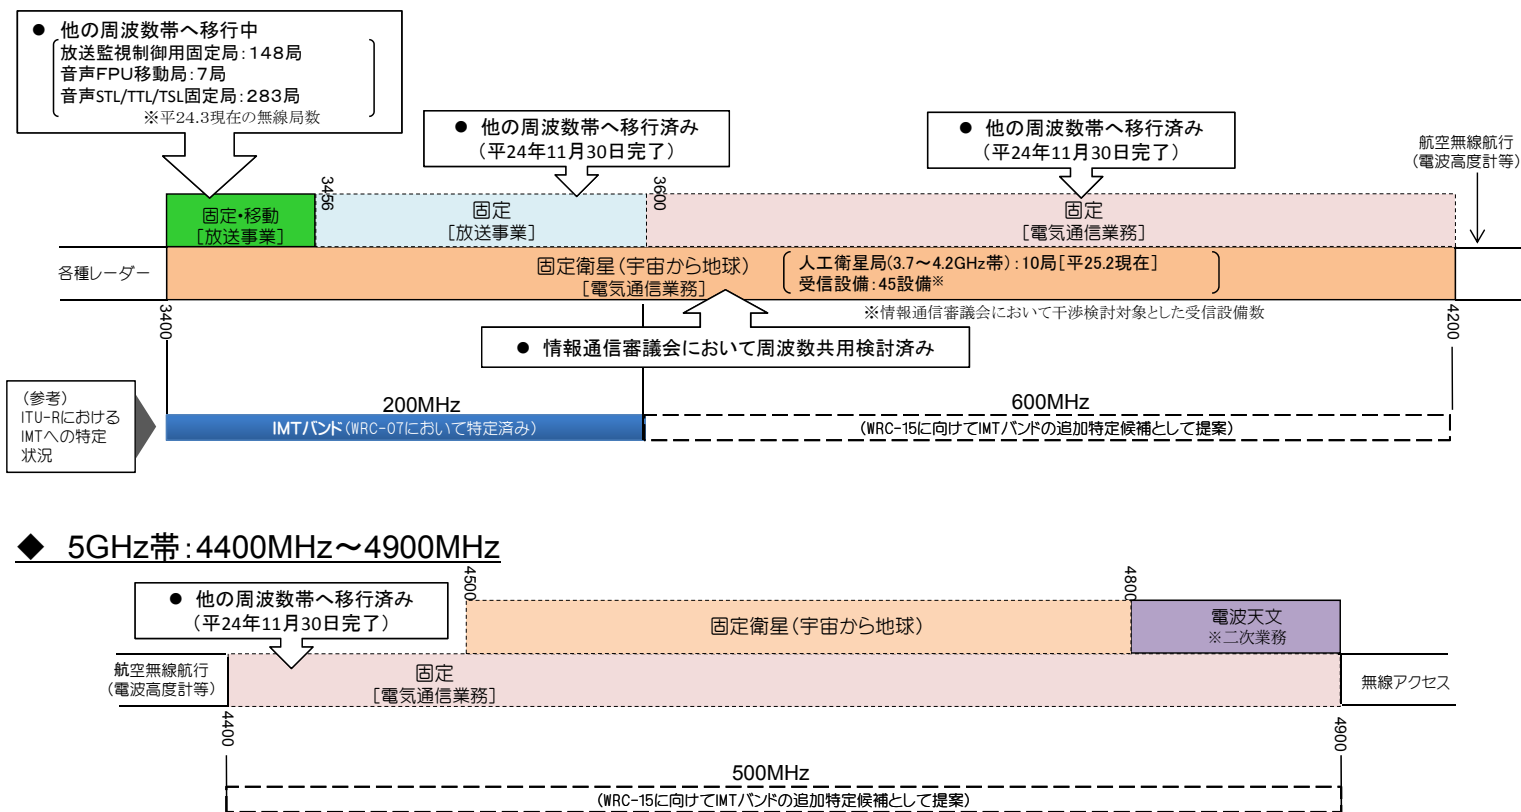 ● 他の周波数帯へ移行中
放送監視制御用固定局:148局
音声FPU移動局:7局
音声STL/TTL/TSL固定局:283局
※平24.3現在の無線局数
● 他の周波数帯へ移行済み
(平24年11月30日完了)
● 他の周波数帯へ移行済み
(平24年11月30日完了)
航空無線航行
(電波高度計等)
3456
3600
固定・移動
[放送事業]
固定
[放送事業]
固定
[電気通信業務]
各種レーダー
固定衛星(宇宙から地球)
[電気通信業務]
人工衛星局(3.7~4.2GHz帯):10局[平25.2現在]
受信設備:45設備※
3400
4200
※情報通信審議会において干渉検討対象とした受信設備数
● 情報通信審議会において周波数共用検討済み
(参考)
ITU-Rにおける
IMTへの特定
状況
200MHz
600MHz
IMTバンド(WRC-07において特定済み)
(WRC-15に向けてIMTバンドの追加特定候補として提案)
◆ 5GHz帯:4400MHz~4900MHz
● 他の周波数帯へ移行済み
(平24年11月30日完了)
4500
4800
固定衛星(宇宙から地球)
電波天文
※二次業務
航空無線航行
(電波高度計等)
固定
[電気通信業務]
無線アクセス
4400
4900
500MHz
(WRC-15に向けてIMTバンドの追加特定候補として提案)